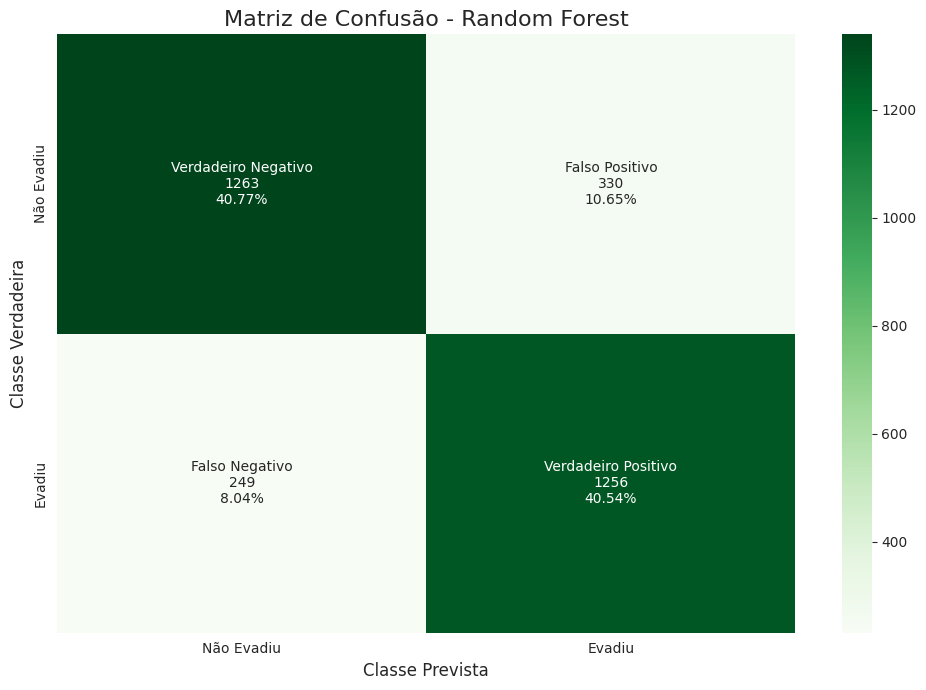 Matriz de Confusão - Random Forest
Classe Verdadeira
Não Evadiu
Verdadeiro Negativo
1263
40.77%
Falso Positivo
330
10.65%
Evadiu
Falso Negativo
249
8.04%
Verdadeiro Positivo
1256
40.54%
Não Evadiu
Evadiu
Classe Prevista
1200
1000
800
600
400